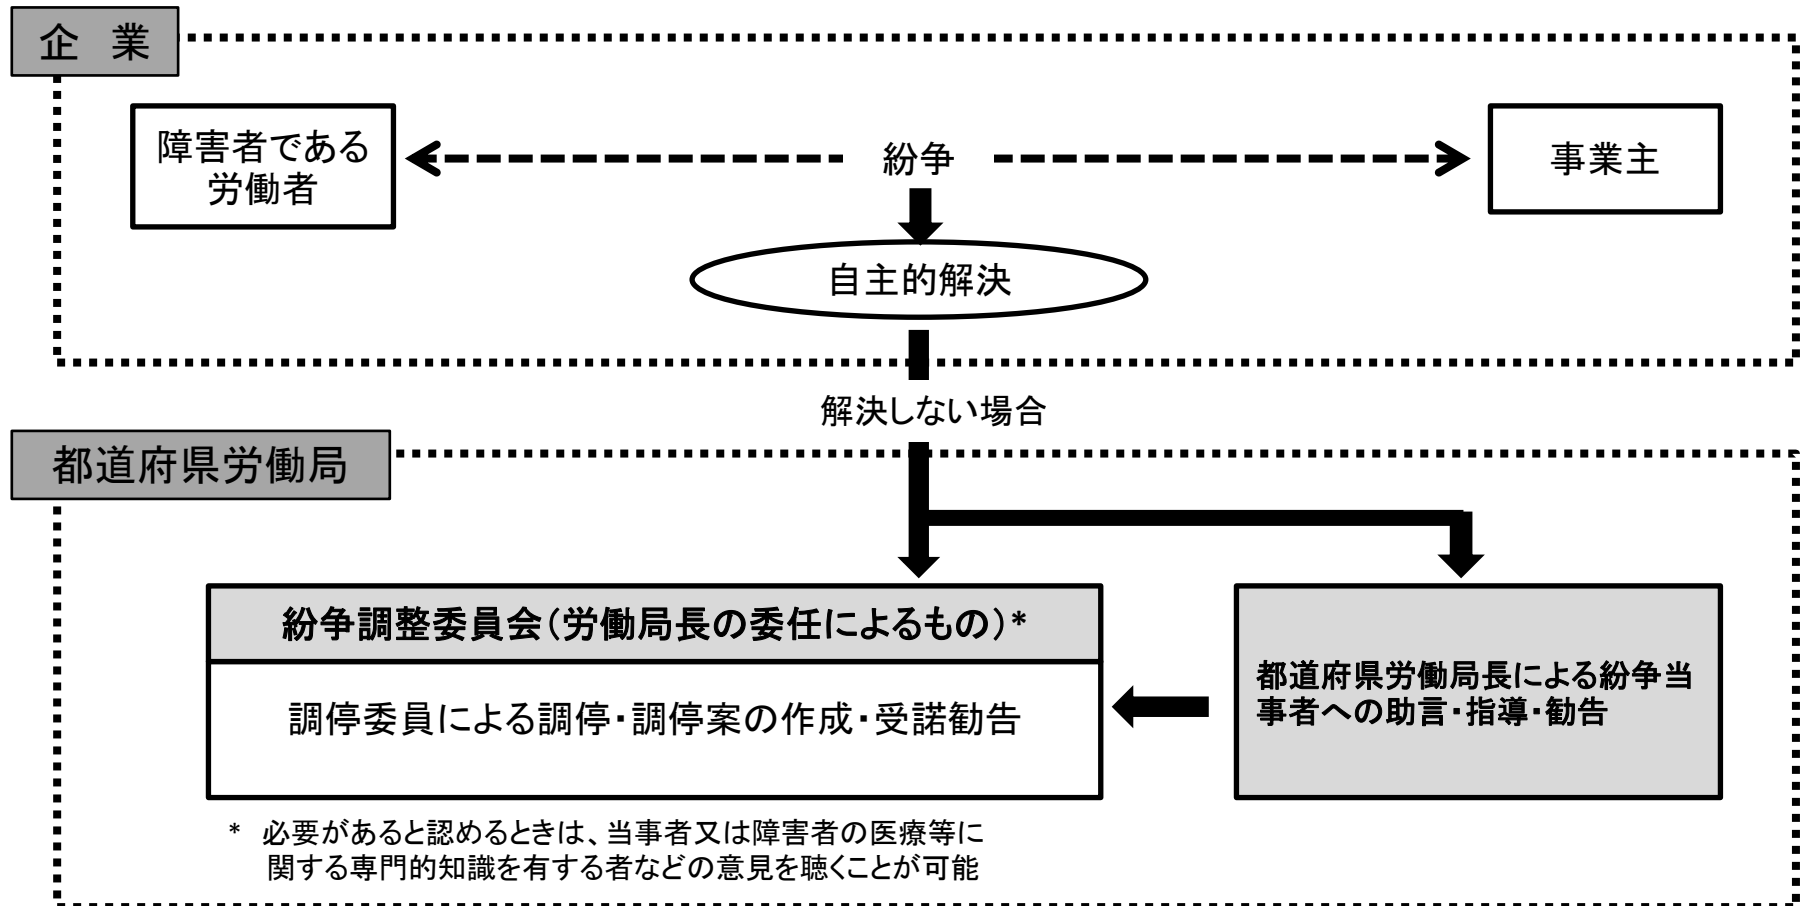 企　業
障害者である
労働者
紛争
事業主
自主的解決
解決しない場合
都道府県労働局
紛争調整委員会（労働局長の委任によるもの）*
調停委員による調停・調停案の作成・受諾勧告
都道府県労働局長による紛争当
事者への助言・指導・勧告
*　必要があると認めるときは、当事者又は障害者の医療等に
関する専門的知識を有する者などの意見を聴くことが可能